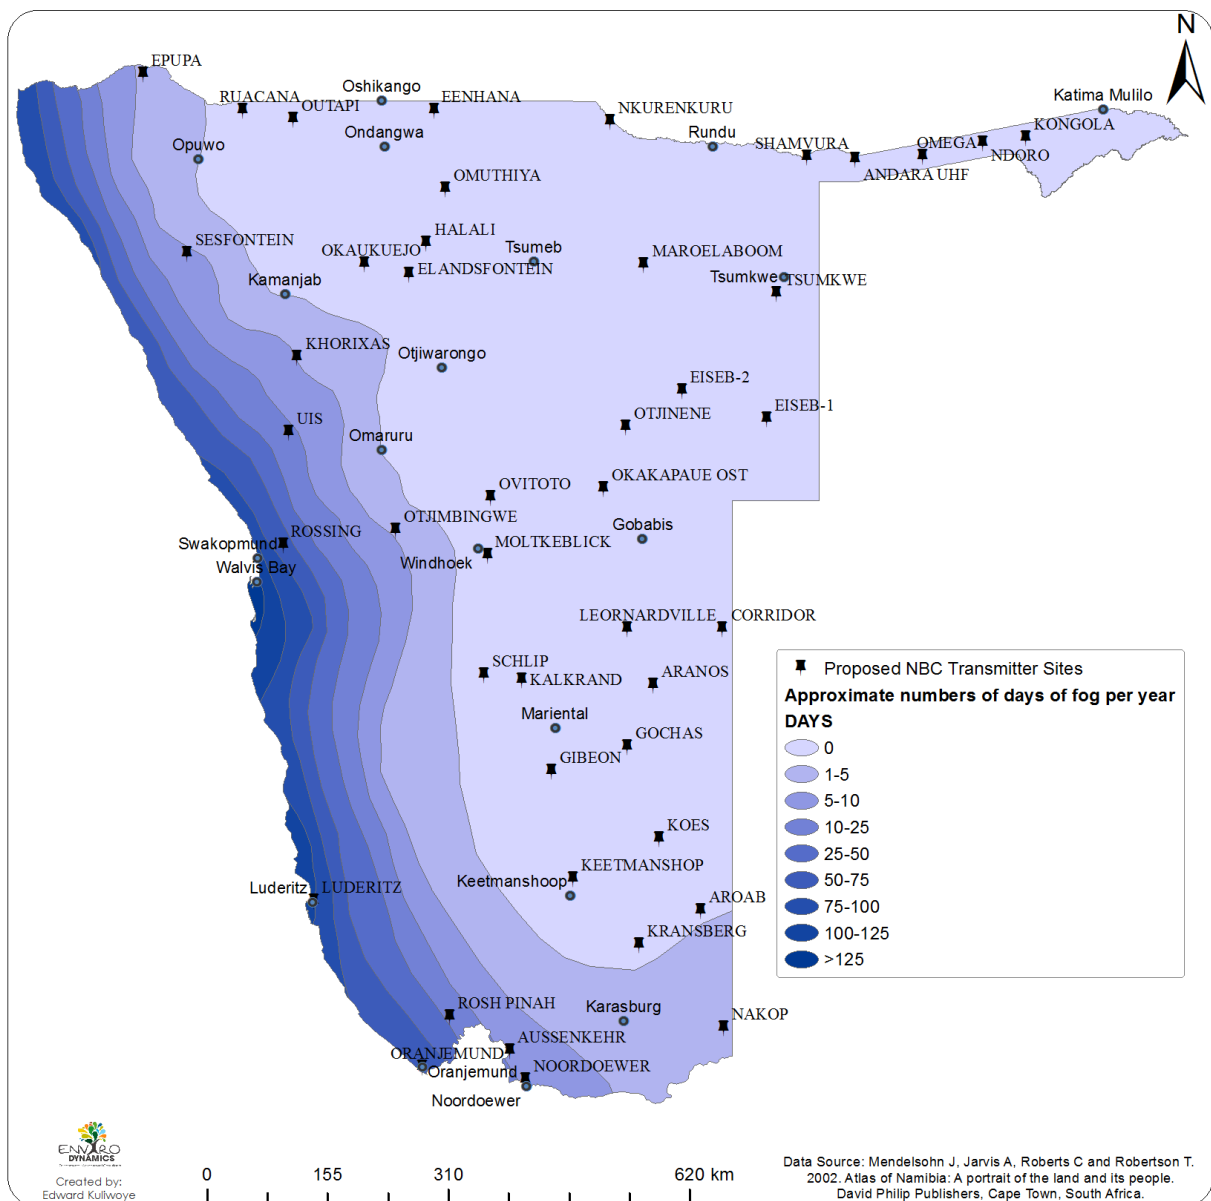 N
EPUPA
Oshikango
RUACANA
OUTAPI
EENHANA
NKURENKURU
Katima Mulilo
KONGOLA
Opuwo
Ondangwa
Rundu
SHAMVURA
OMEGA
NDORO
ANDARA UHF
OMUTHIYA
SESFONTEIN
HALALI
OKAUKUEJO
Tsumeb
ELANDSFONTEIN
MAROELABOOM
Tsumkwe
TSUMKWE
Kamanjab
KHORIXAS
Otjiwarongo
EISEB-2
EISEB-1
OTJINENE
UIS
Omaruru
OVITOTO
OKAKAPAUE OST
OTJIMBINGWE
Gobabis
ROSSING
Swakopmund
MOLTKEBLICK
Windhoek
Walvis Bay
LEORNARDVILLE
CORRIDOR
SCHLIP
KALKRAND
ARANOS
Mariental
GOCHAS
GIBEON
KOES
KEETMANSHOP
Keetmanshoop
Luderitz
LUDERITZ
AROAB
KRANSBERG
ROSH PINAH
Karasburg
NAKOP
AUSSENKEHR
ORANJEMUND
Oranjemund
NOORDOEWER
Noordoewer
Proposed NBC Transmitter Sites
Approximate numbers of days of fog per year
DAYS
0
1-5
5-10
10-25
25-50
50-75
75-100
100-125
>125
ENVIRO
DYNAMICS
Created by:
Edward Kuliwoye
0 155 310 620 km
Data Source: Mendelsohn J, Jarvis A, Roberts C and Robertson T.
2002. Atlas of Namibia: A portrait of the land and its people.
David Philip Publishers, Cape Town, South Africa.